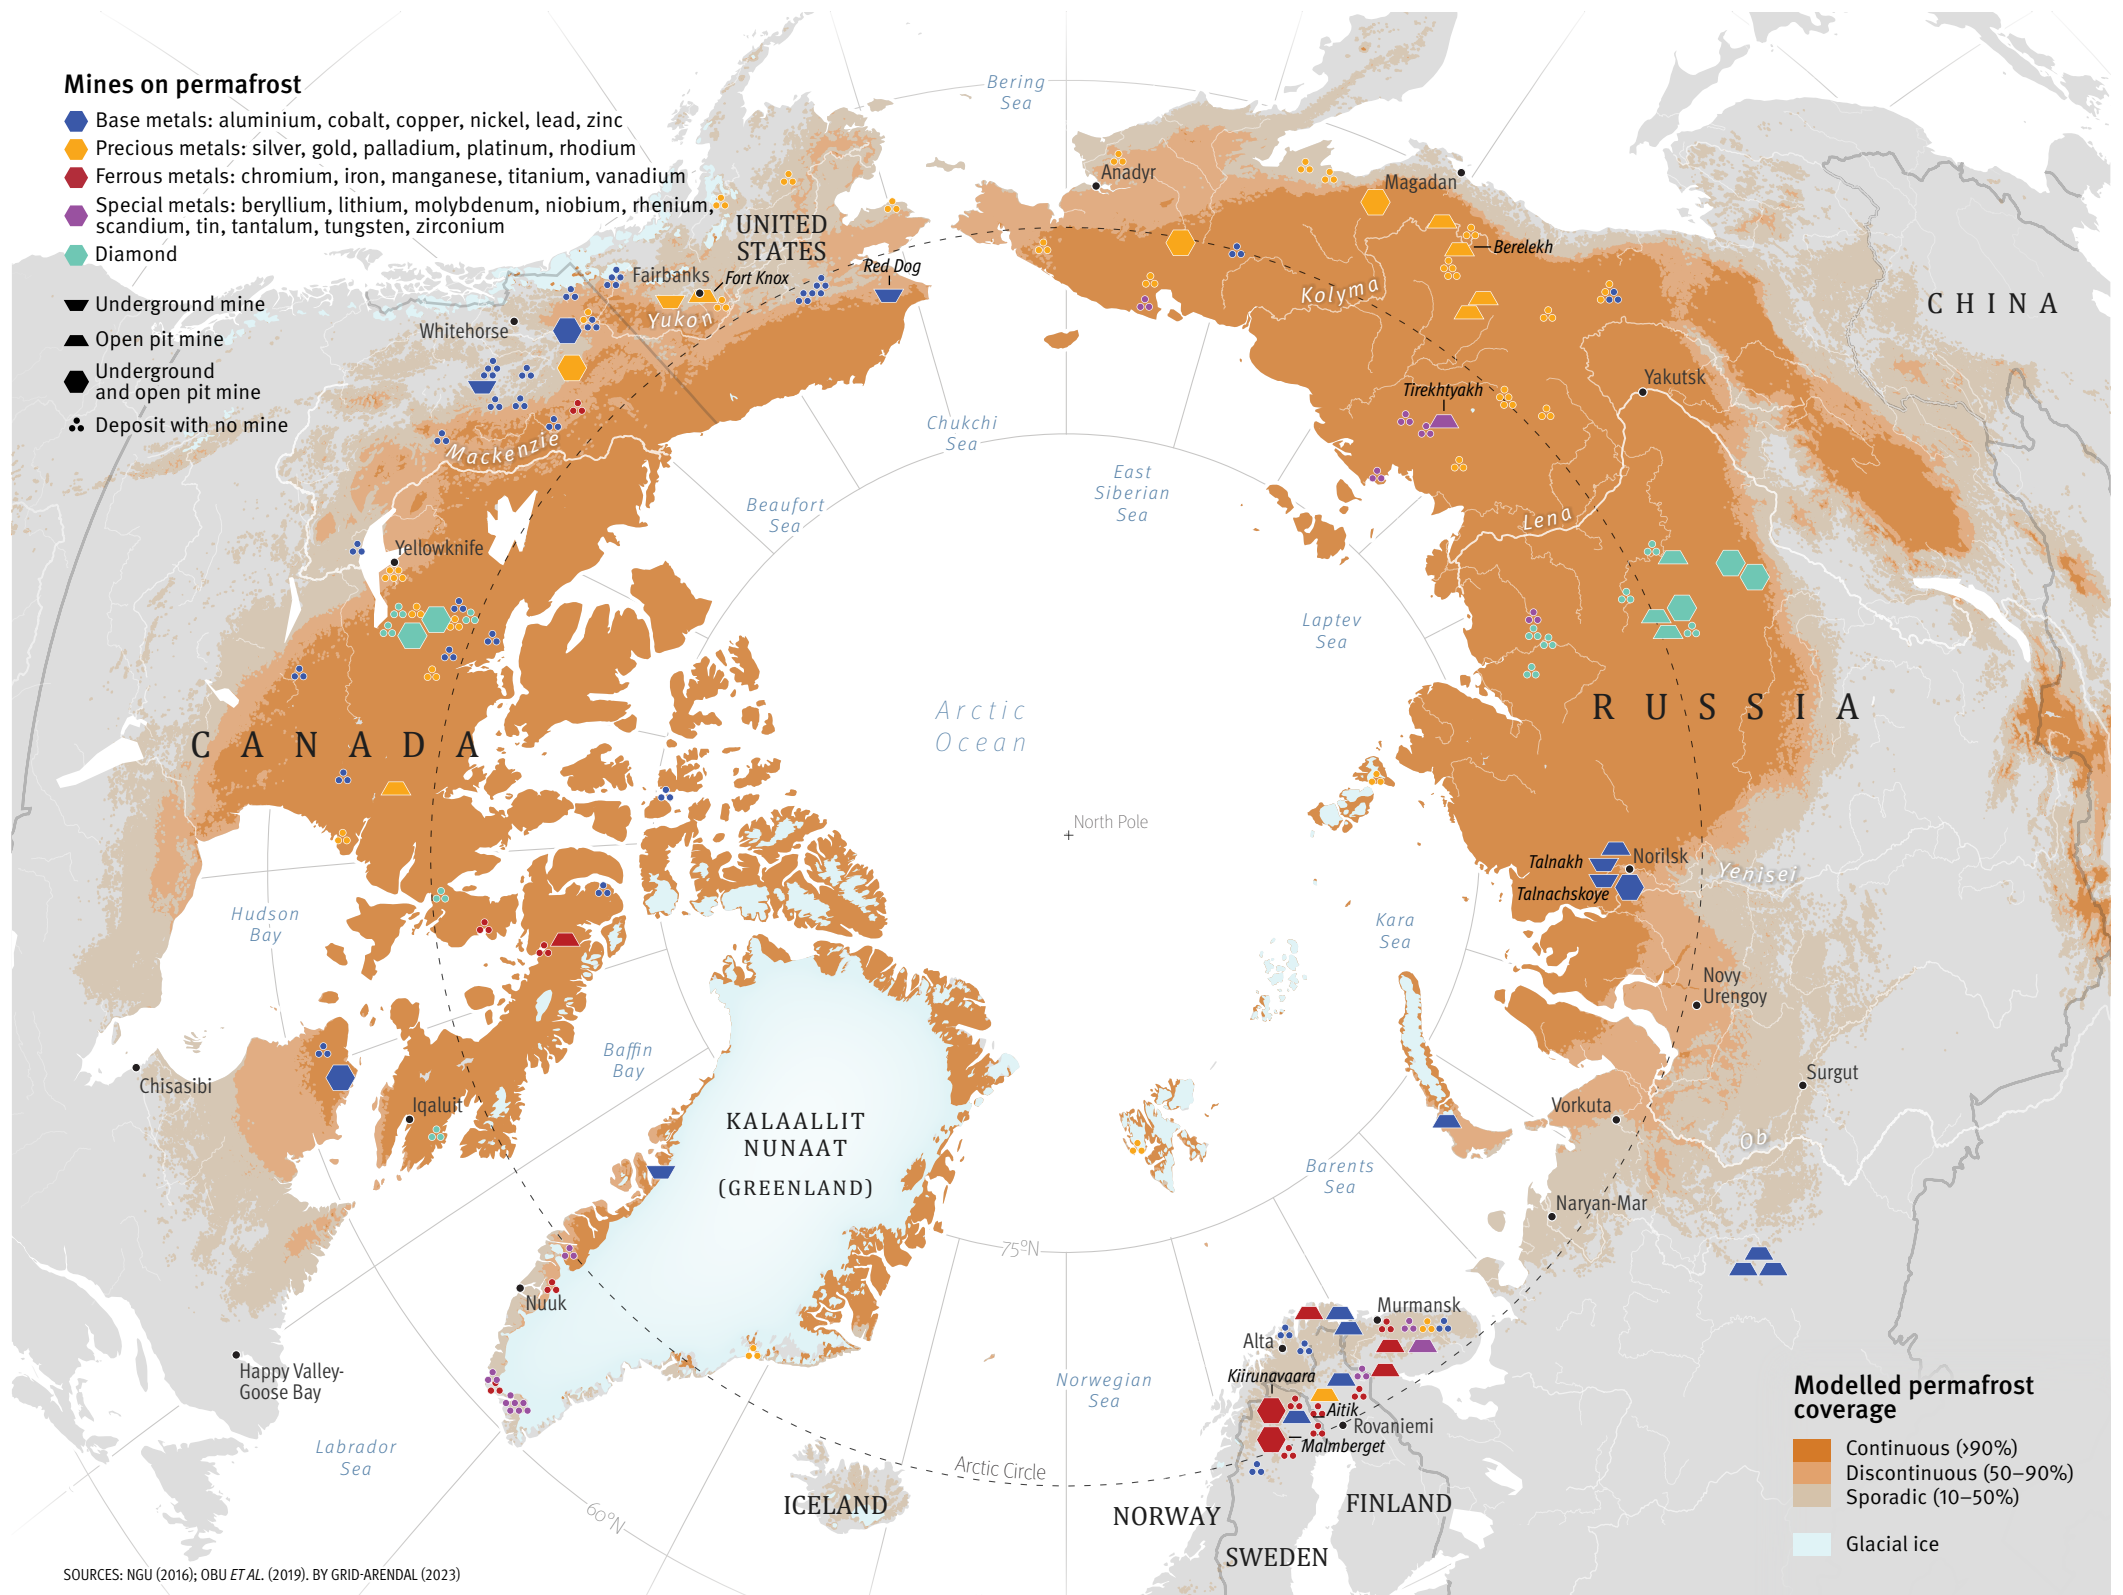 Mines on permafrost
Base metals: aluminium, cobalt, copper, nickel, lead, zinc
Precious metals: silver, gold, palladium, platinum, rhodium
Ferrous metals: chromium, iron, manganese, titanium, vanadium
Special metals: beryllium, lithium, molybdenum, niobium, rhenium,
scandium, tin, tantalum, tungsten, zirconium
Diamond
Underground mine
Open pit mine
Underground
and open pit mine
Deposit with no mine
Bering
Sea
UNITED
STATES
Fairbanks
Fort Knox
Red Dog
Yukon
Whitehorse
Mackenzie
Anadyr
Magadan
Berelekh
Kolyma
CHINA
Tirekhtyakh
Yakutsk
Chukchi
Sea
East
Siberian
Sea
Beaufort
Sea
Lena
Yellowknife
Laptev
Sea
Arctic
Ocean
RUSSIA
CANADA
North Pole
Talnakh
Norilsk
Talnachskoye
Yenisei
Hudson
Bay
Kara
Sea
Novy
Urengoy
Baffin
Bay
Chisasibi
Iqaluit
Surgut
Vorkuta
Ob
KALAALLIT
NUNAAT
(GREENLAND)
Barents
Sea
Naryan-Mar
75°N
Nuuk
Murmansk
Alta
Kiirunavaara
Happy Valley-
Goose Bay
Norwegian
Sea
Aitik
Rovaniemi
Malmberget
Labrador
Sea
Arctic Circle
60°N
ICELAND
NORWAY
FINLAND
SWEDEN
Modelled permafrost
coverage
Continuous (>90%)
Discontinuous (50–90%)
Sporadic (10–50%)
Glacial ice
SOURCES: NGU (2016); OBU ET AL. (2019). BY GRID-ARENDAL (2023)